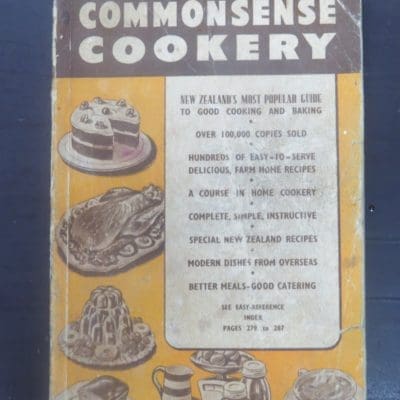 COMMONSENSE
COOKERY
NEW ZEALAND'S MOST POPULAR GUIDE
TO GOOD COOKING AND BAKING
OVER 100,000 COPIES SOLD
HUNDREDS OF EASY-TO-SERVE
DELICIOUS, FARM HOME RECIPES
A COURSE IN HOME COOKERY
COMPLETE, SIMPLE, INSTRUCTIVE
SPECIAL NEW ZEALAND RECIPES
MODERN DISHES FROM OVERSEAS
BETTER MEALS-GOOD CATERING
SEE EASY-REFERENCE
INDEX
PAGES 279 to 287